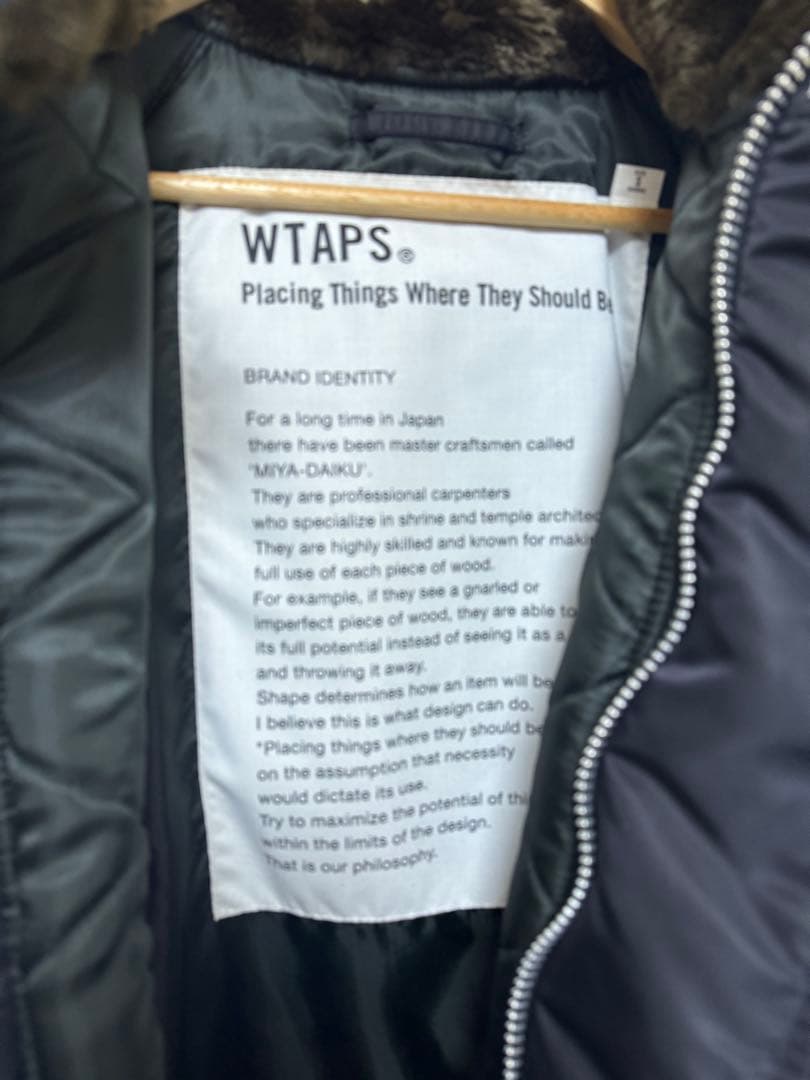 WTAPS®
Placing Things Where They Should
BRAND IDENTITY
For a long time in Japan
there have been master craftsmen called
"MIYA-DAIKU".
They are professional carpenters
who specialize in shrine and temple
They are highly skilled and known for
full use of each piece of wood.
For example, if they see a gnarled or
imperfect piece of wood, they are able to
its full potential instead of seeing it as a
and throwing it away.
Shape determines how an item will be
I believe this is what design can do.
"Placing things where they should be
on the assumption that necessity
would dictate its use.
Try to maximize the potential of
within the limits of the design.
That is our philosophy.